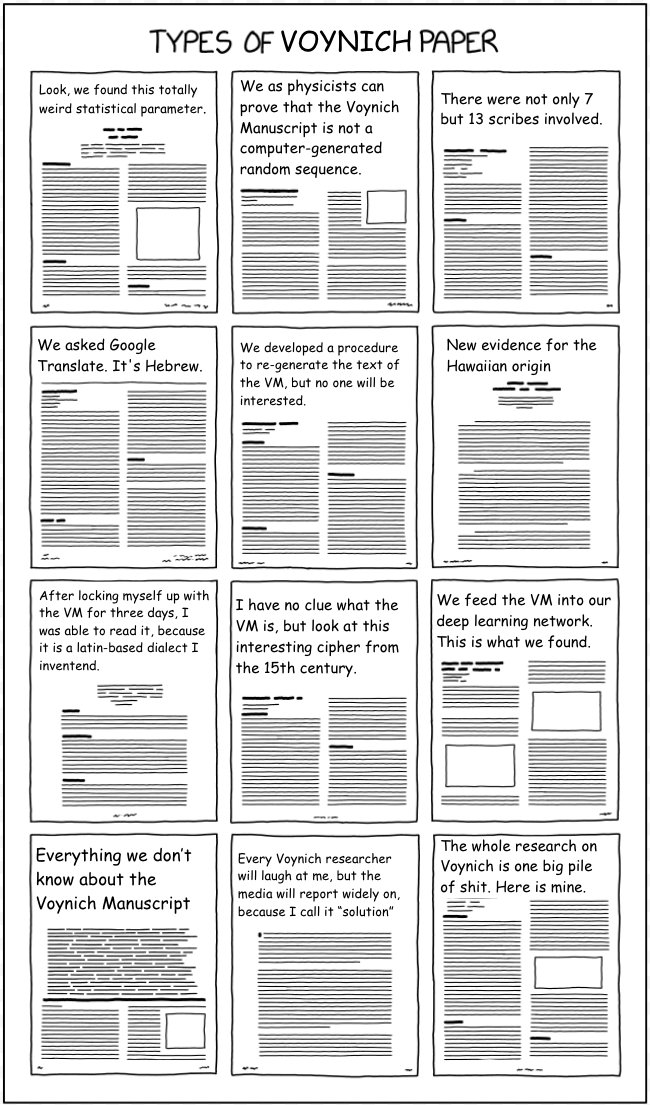 TYPES OF VOYNICH PAPER
Look, we found this totally
weird statistical parameter.
We as physicists can
prove that the Voynich
Manuscript is not a
computer-generated
random sequence.
There were not only 7
but 13 scribes involved.
We asked Google
Translate. It's Hebrew.
We developed a procedure
to re-generate the text of
the VM, but no one will be
interested.
New evidence for the
Hawaiian origin
After locking myself up with
the VM for three days, I
was able to read it, because
it is a latin-based dialect I
inventend.
I have no clue what the
VM is, but look at this
interesting cipher from
the 15th century.
We feed the VM into our
deep learning network.
This is what we found.
Everything we don't
know about the
Voynich Manuscript
Every Voynich researcher
will laugh at me, but the
media will report widely on,
because I call it “solution”
The whole research on
Voynich is one big pile
of shit. Here is mine.